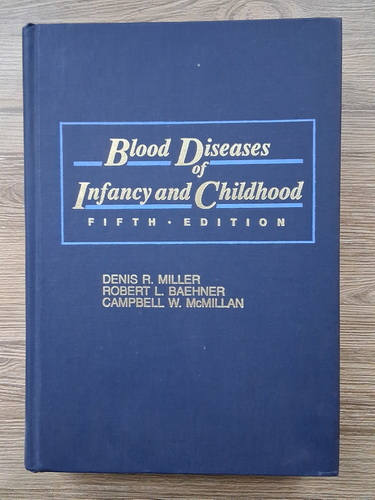 Blood Diseases
of
Infancy and Childhood
FIFTH · EDITION
DENIS R. MILLER
ROBERT L. BAEHNER
CAMPBELL W. McMILLAN